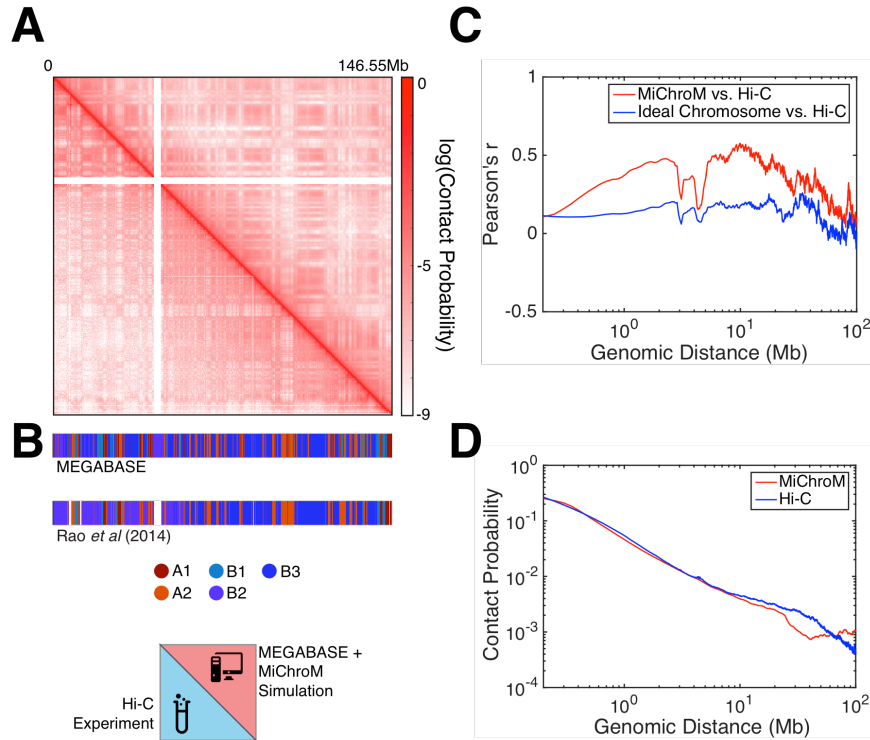 A
0
146.55Mb
0
-5
-9
log(Contact Probability)
B
MEGABASE
Rao et al (2014)
A1
B1
B3
A2
B2
Hi-C
Experiment
MEGABASE +
MiChroM
Simulation
C
1
0.5
0
-0.5
Pearson's r
MiChroM vs. Hi-C
Ideal Chromosome vs. Hi-C
10^0
10^1
10^2
Genomic Distance (Mb)
D
10^0
10^-1
10^-2
10^-3
10^-4
Contact Probability
MiChroM
Hi-C
10^0
10^1
10^2
Genomic Distance (Mb)